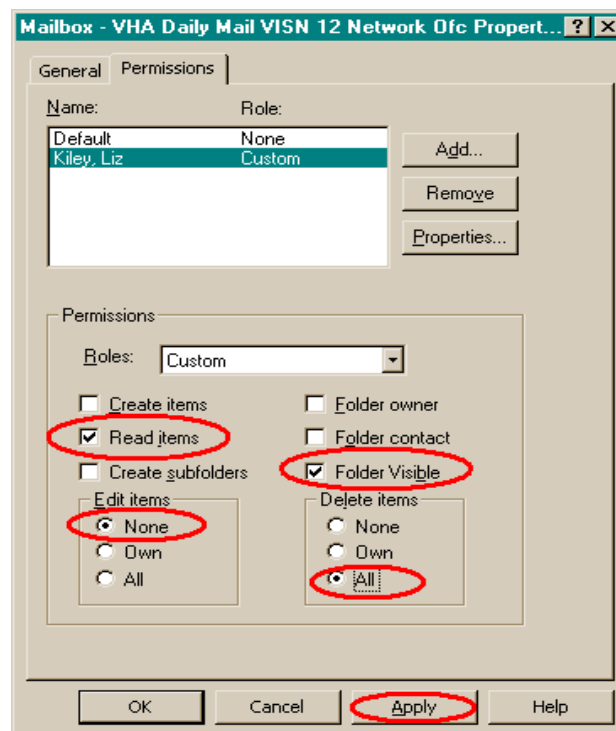 Mailbox - VHA Daily Mail VISN 12 Network Ofc Propert... ? X
General Permissions
Name: Role:
Default None
Kiley, Liz Custom
Add...
Remove
Properties...
Permissions
Roles: Custom
Create items Folder owner
Read items Folder contact
Create subfolders Folder Visible
Edit items Delete items
None None
Own Own
All All
OK Cancel Apply Help